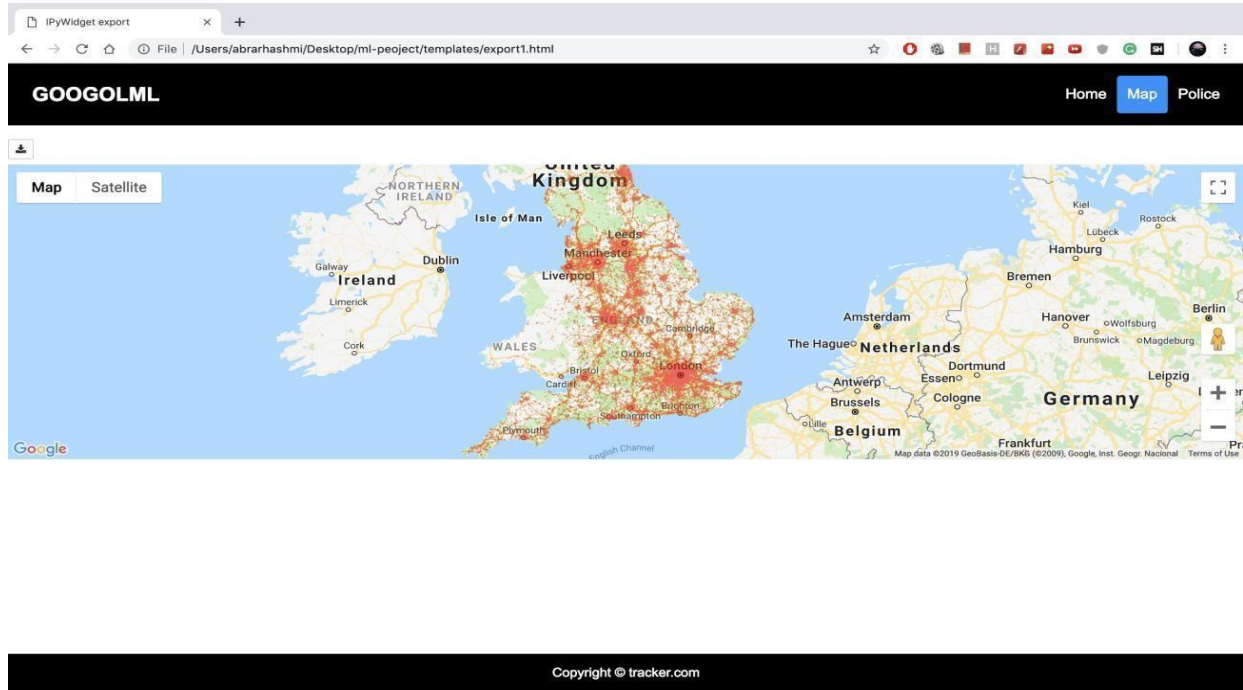 IPyWidget export
File | /Users/abrarhashmi/Desktop/ml-peoject/templates/export1.html
GOOGOLML
Home Map Police
Map Satellite
United
Kingdom
NORTHERN
IRELAND
Isle of Man
Leeds
Manchester
Liverpool
Dublin
Galway
Ireland
Limerick
Cork
ENGLAND
Cambridge
WALES
Oxford
London
Bristol
Cardiff
Brighton
Southampton
Plymouth
English Channel
Kiel
Rostock
Lübeck
Hamburg
Bremen
Berlin
Amsterdam
Hanover
Wolfsburg
Brunswick
Magdeburg
The Hague
Netherlands
Dortmund
Essen
Leipzig
Antwerp
Cologne
Brussels
Germany
Lille
Belgium
Frankfurt
Google
Map data ©2019 GeoBasis-DE/BKG (©2009), Google, Inst. Geogr. Nacional Terms of Use
Copyright © tracker.com